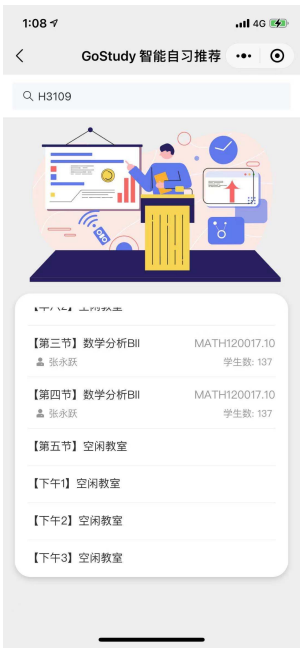 1:08
4G
GoStudy 智能自习推荐
H3109
【第三节】数学分析BII
MATH120017.10
张永跃
学生数: 137
【第四节】数学分析BII
MATH120017.10
张永跃
学生数: 137
【第五节】空闲教室
【下午1】空闲教室
【下午2】空闲教室
【下午3】空闲教室